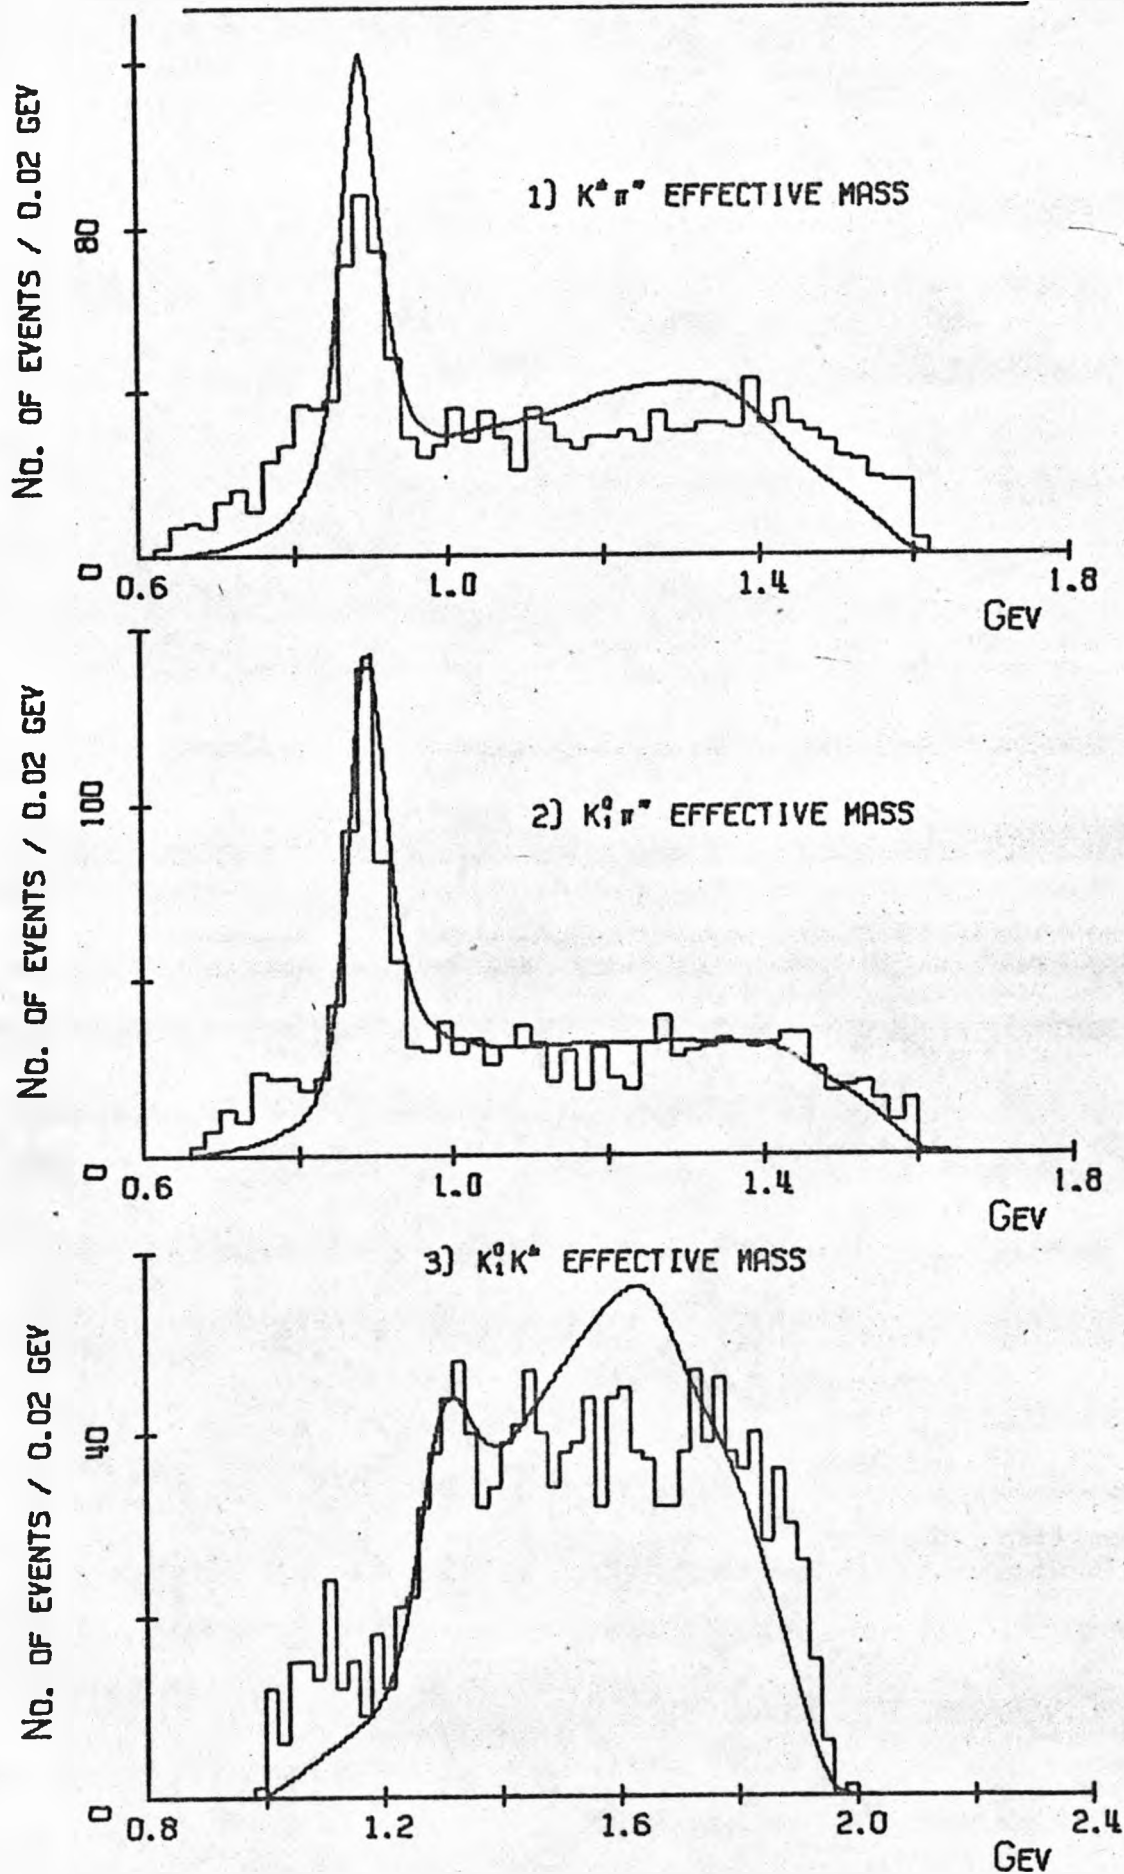 No. OF EVENTS / 0.02 GEV
80
0
1) K± π∓ EFFECTIVE MASS
0.6 1.0 1.4 1.8
GEV
No. OF EVENTS / 0.02 GEV
100
0
2) K⁰₁ π∓ EFFECTIVE MASS
0.6 1.0 1.4 1.8
GEV
No. OF EVENTS / 0.02 GEV
40
0
3) K⁰₁ K± EFFECTIVE MASS
0.8 1.2 1.6 2.0 2.4
GEV